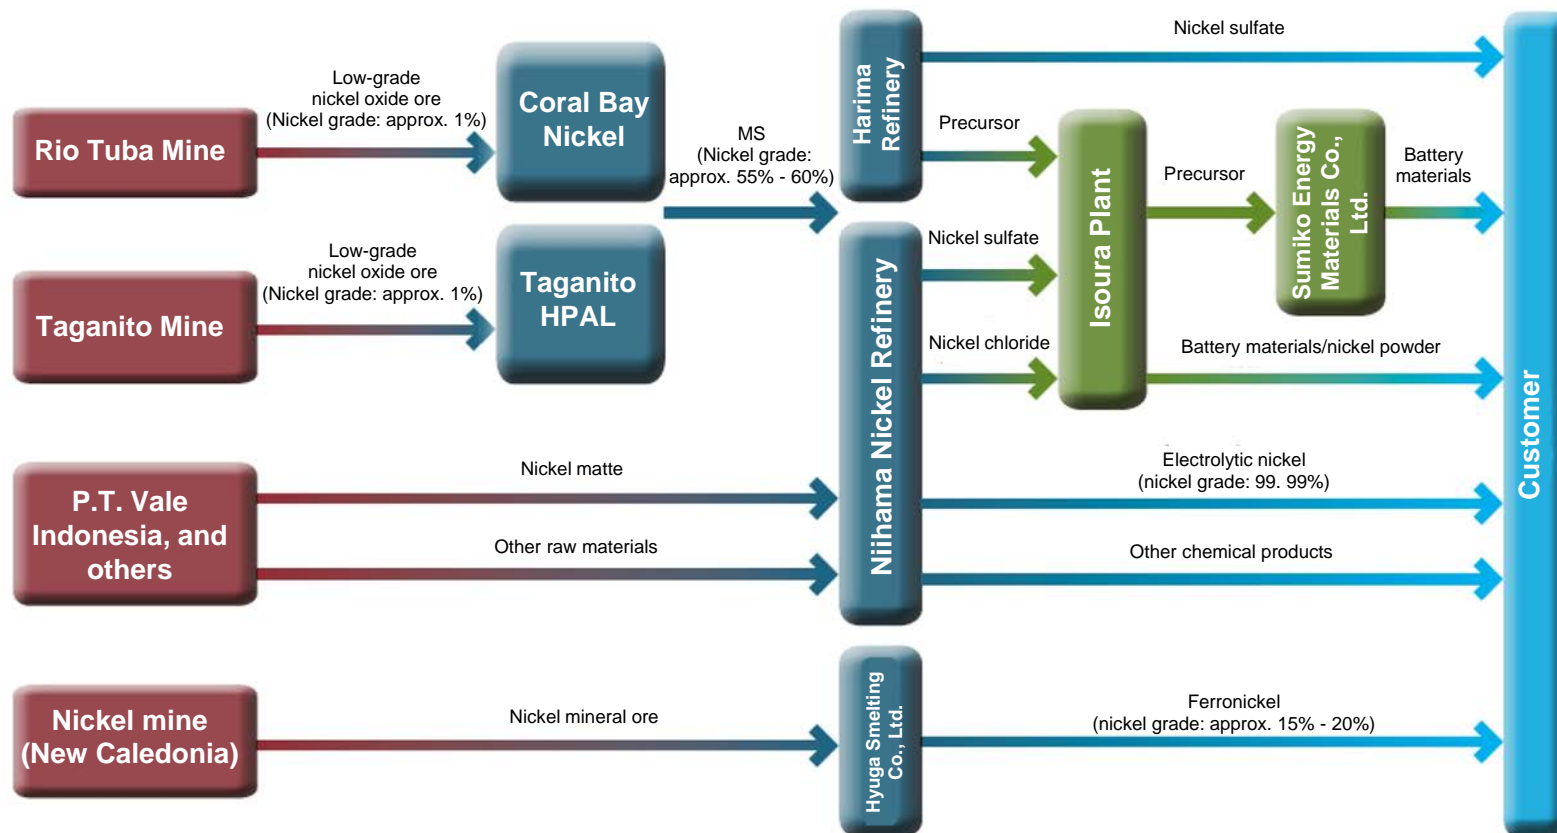 Rio Tuba Mine
Low-grade
nickel oxide ore
(Nickel grade: approx. 1%)
Coral Bay
Nickel
Taganito Mine
Low-grade
nickel oxide ore
(Nickel grade: approx. 1%)
Taganito
HPAL
MS
(Nickel grade:
approx. 55% - 60%)
Harima
Refinery
Nickel sulfate
Precursor
Niihama Nickel Refinery
Nickel sulfate
Nickel chloride
Isoura Plant
Precursor
Sumiko Energy
Materials Co.,
Ltd.
Battery
materials
Battery materials/nickel powder
P.T. Vale
Indonesia, and
others
Nickel matte
Other raw materials
Electrolytic nickel
(nickel grade: 99. 99%)
Other chemical products
Nickel mine
(New Caledonia)
Nickel mineral ore
Hyuga Smelting
Co., Ltd.
Ferronickel
(nickel grade: approx. 15% - 20%)
Customer